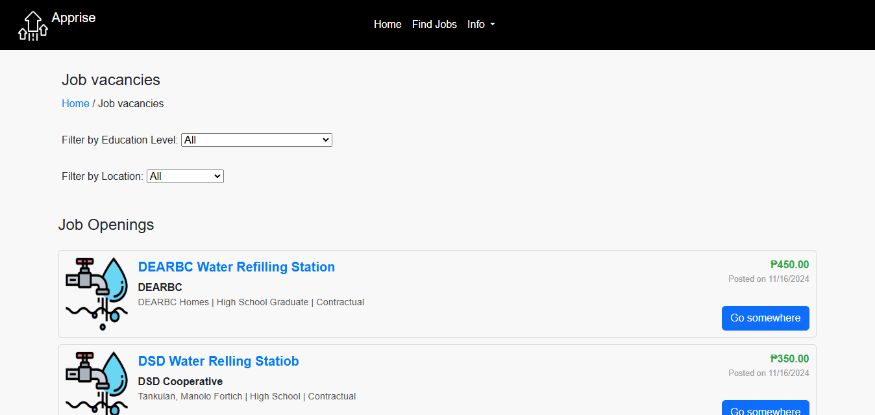 Apprise
Home Find Jobs Info
Job vacancies
Home / Job vacancies
Filter by Education Level: All
Filter by Location: All
Job Openings
DEARBC Water Refilling Station
₱450.00
DEARBC
Posted on 11/16/2024
DEARBC Homes | High School Graduate | Contractual
Go somewhere
DSD Water Relling Statiob
₱350.00
DSD Cooperative
Posted on 11/16/2024
Tankulan, Manolo Fortich | High School | Contractual
Go somewhere